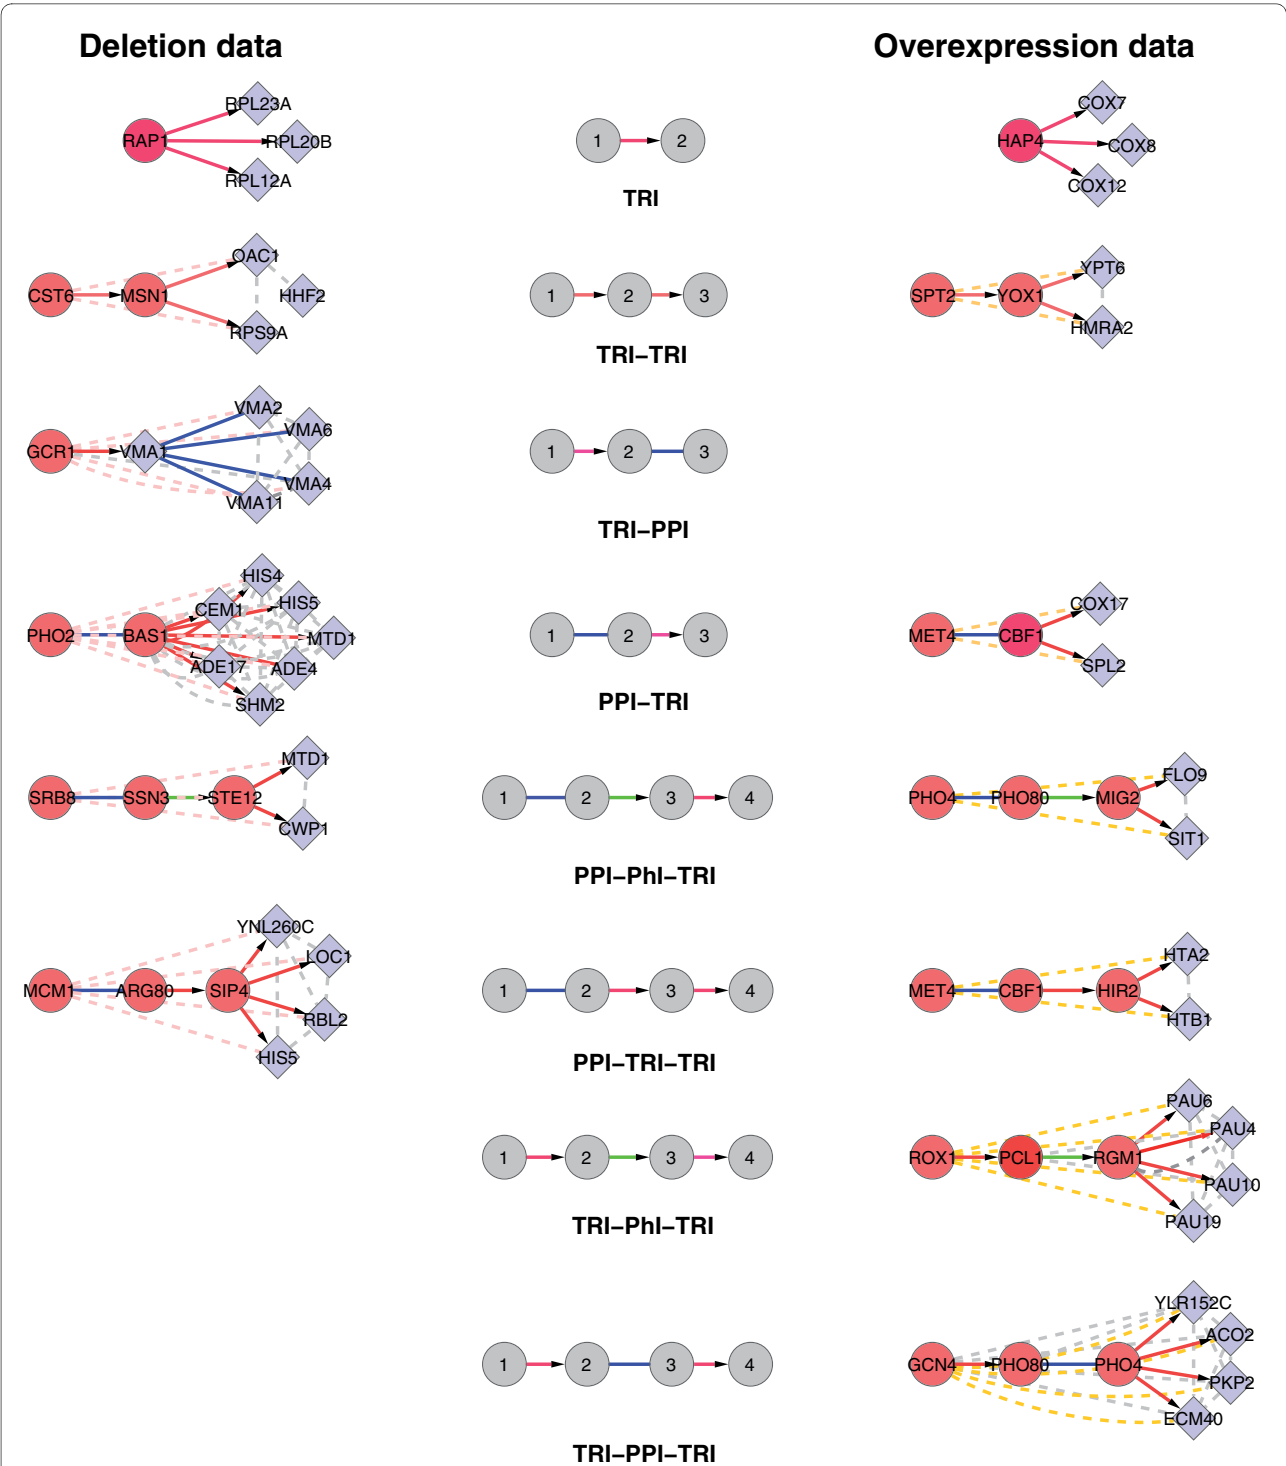 Deletion data
Overexpression data
RPL23A
RAP1
RPL20B
RPL12A
1 2
TRI
COX7
HAP4
COX8
COX12
OAC1
CST6 MSN1 HHF2
RPS9A
1 2 3
TRI–TRI
YPT6
SPT2 YOX1
HMRA2
VMA2
VMA6
GCR1 VMA1
VMA4
VMA11
1 2 3
TRI–PPI
HIS4
CEM1 HIS5
PHO2 BAS1 MTD1
ADE17 ADE4
SHM2
1 2 3
PPI–TRI
COX17
MET4 CBF1
SPL2
MTD1
SRB8 SSN3 STE12
CWP1
1 2 3 4
PPI–PhI–TRI
FLO9
PHO4 PHO80 MIG2
SIT1
YNL260C
LOC1
MCM1 ARG80 SIP4
RBL2
HIS5
1 2 3 4
PPI–TRI–TRI
HTA2
MET4 CBF1 HIR2
HTB1
1 2 3 4
TRI–PhI–TRI
PAU6
PAU4
ROX1 PCL1 RGM1
PAU10
PAU19
1 2 3 4
TRI–PPI–TRI
YLR152C
ACO2
GCN4 PHO80 PHO4
PKP2
ECM40